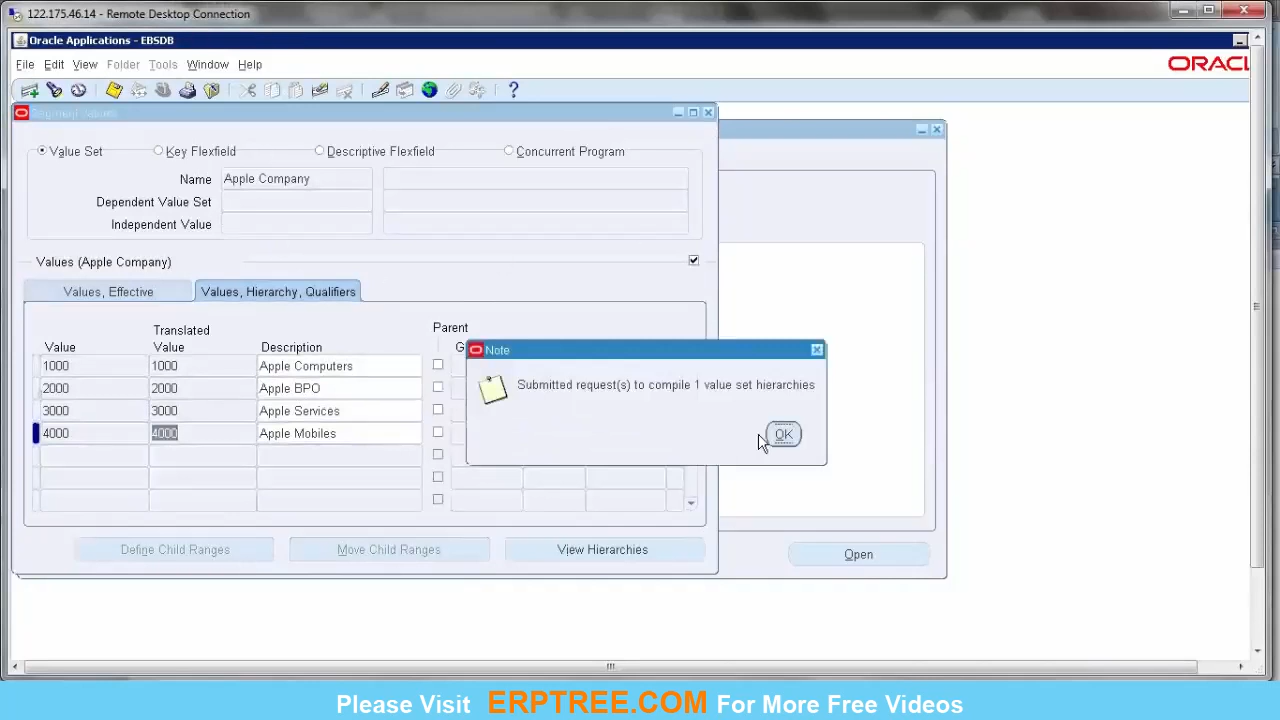 122.175.46.14 - Remote Desktop Connection
Oracle Applications - EBSDB
File Edit View Folder Tools Window Help
ORACL
Segment Values
Value Set Key Flexfield Descriptive Flexfield Concurrent Program
Name Apple Company
Dependent Value Set
Independent Value
Values (Apple Company)
Values, Effective Values, Hierarchy, Qualifiers
Translated Parent
Value Value Description G
1000 1000 Apple Computers
2000 2000 Apple BPO
3000 3000 Apple Services
4000 4000 Apple Mobiles
Note
Submitted request(s) to compile 1 value set hierarchies
OK
Define Child Ranges Move Child Ranges View Hierarchies
Open
Please Visit ERPTREE.COM For More Free Videos